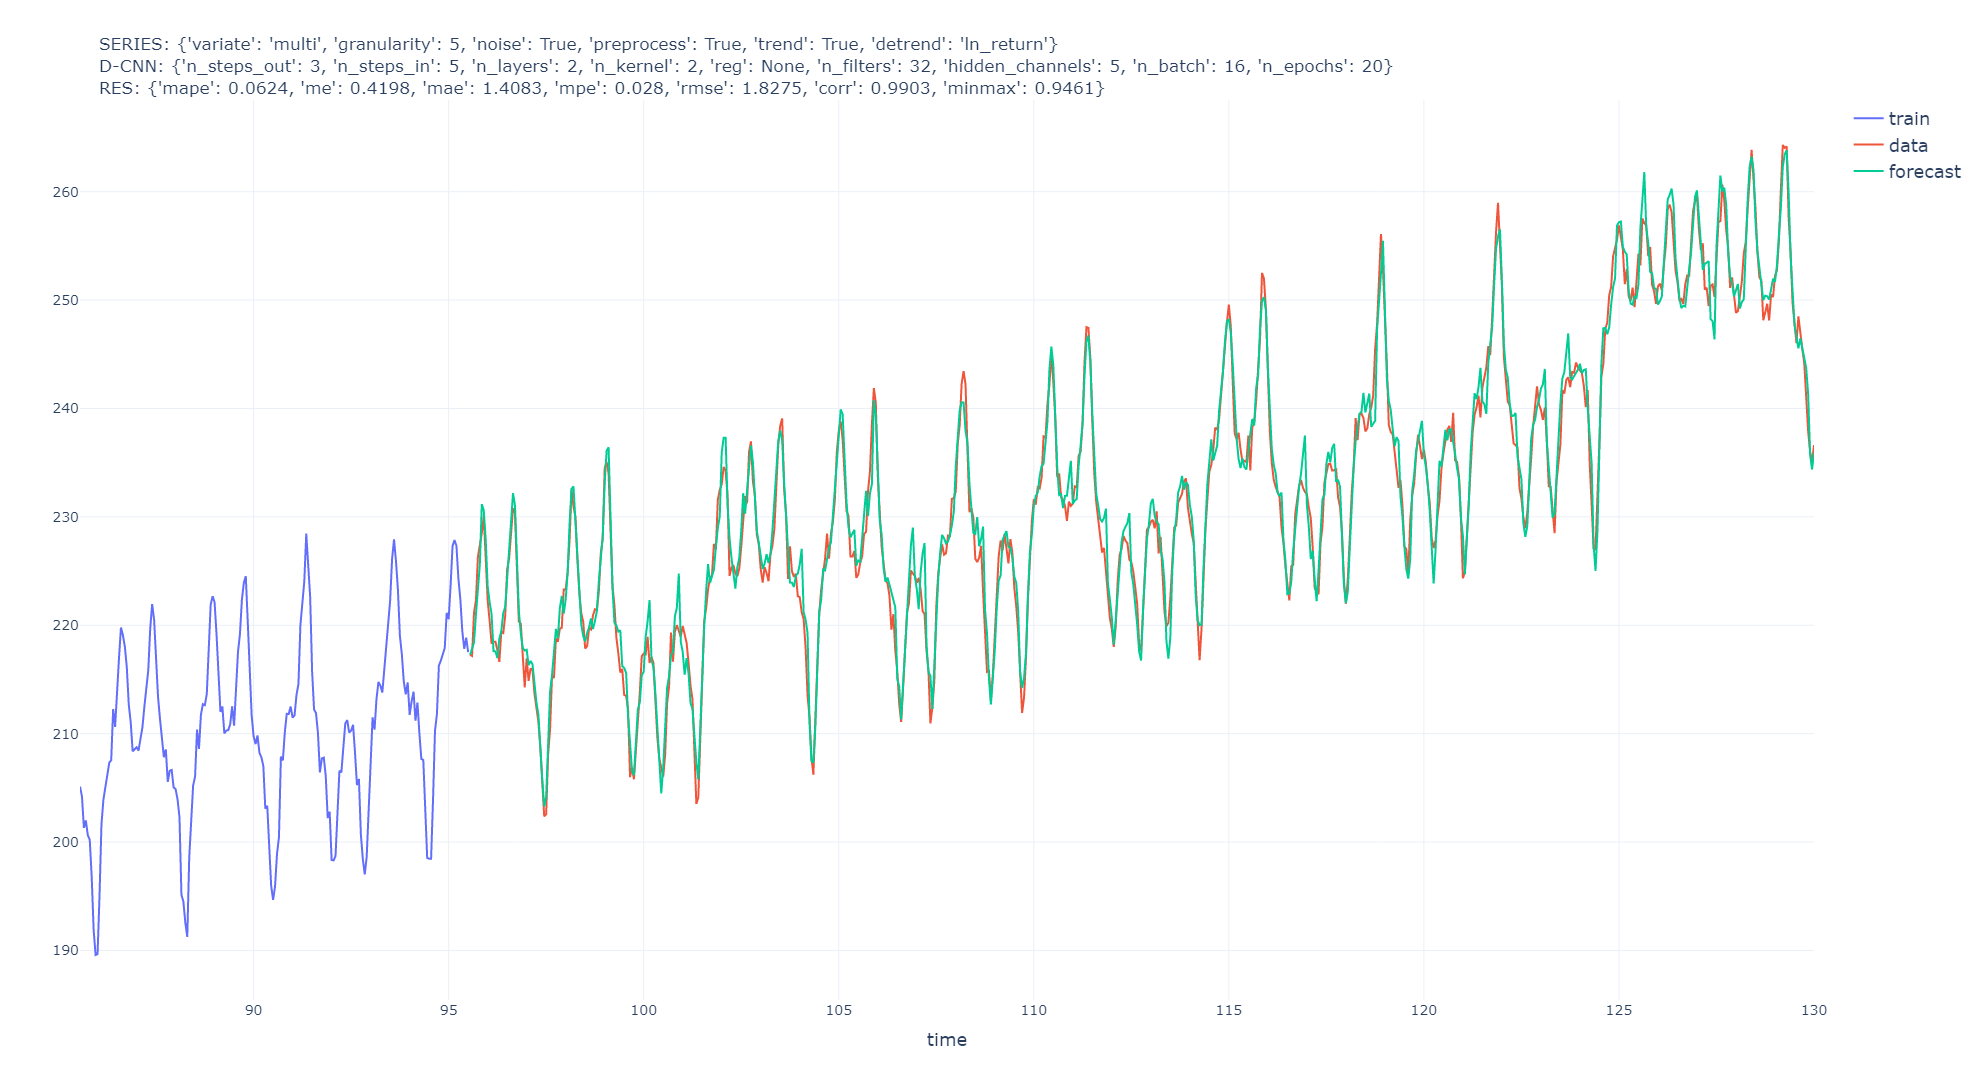 SERIES: {'variate': 'multi', 'granularity': 5, 'noise': True, 'preprocess': True, 'trend': True, 'detrend': 'ln_return'}
D-CNN: {'n_steps_out': 3, 'n_steps_in': 5, 'n_layers': 2, 'n_kernel': 2, 'reg': None, 'n_filters': 32, 'hidden_channels': 5, 'n_batch': 16, 'n_epochs': 20}
RES: {'mape': 0.0624, 'me': 0.4198, 'mae': 1.4083, 'mpe': 0.028, 'rmse': 1.8275, 'corr': 0.9903, 'minmax': 0.9461}
train
data
forecast
260
250
240
230
220
210
200
190
90 95 100 105 110 115 120 125 130
time